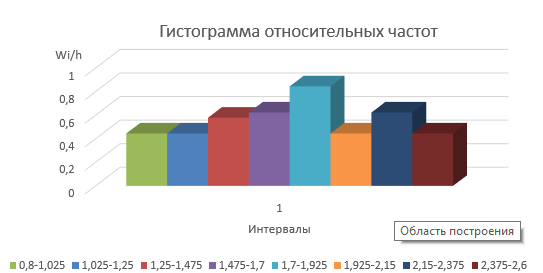 Гистограмма относительных частот
Wi/h
1
0,8
0,6
0,4
0,2
0
1
Интервалы
Область построения
0,8-1,025 1,025-1,25 1,25-1,475 1,475-1,7 1,7-1,925 1,925-2,15 2,15-2,375 2,375-2,6